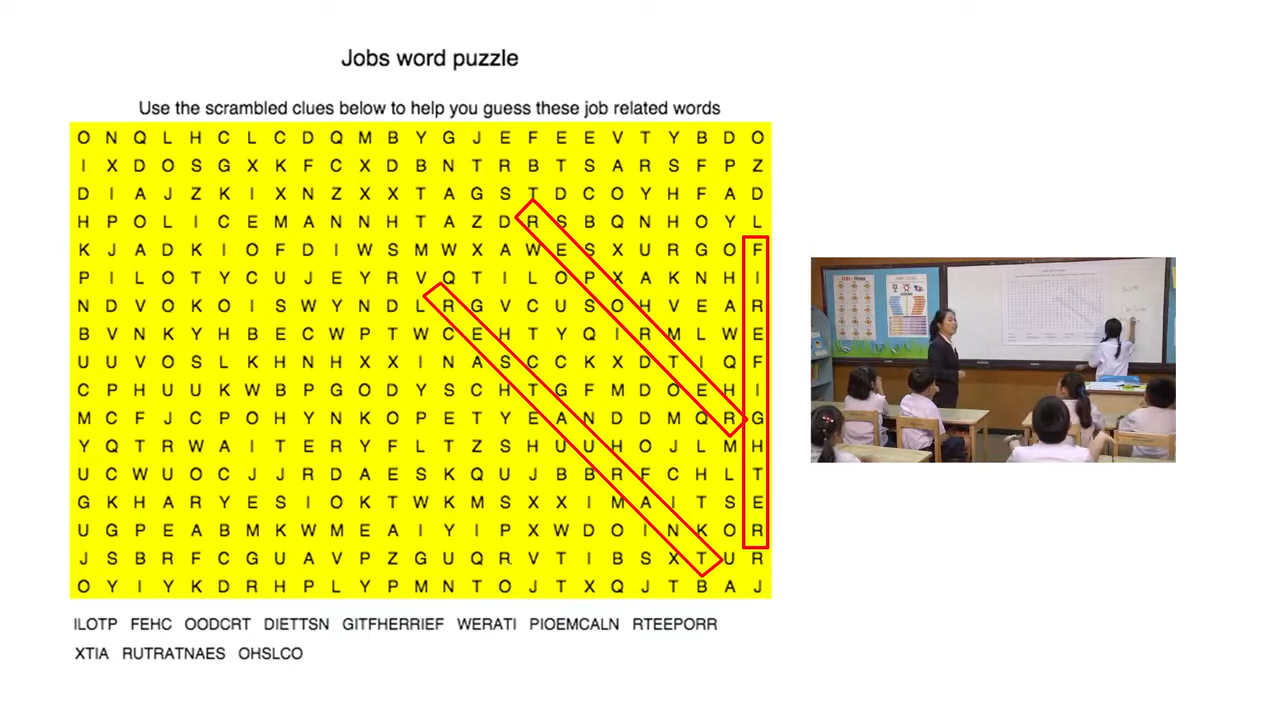 Jobs word puzzle
Use the scrambled clues below to help you guess these job related words
O N Q L H C L C D Q M B Y G J E F E E V T Y B D O
I X D O S G X K F C X D B N T R B T S A R S F P Z
D I A J Z K I X N Z X X T A G S T D C O Y H F A D
H P O L I C E M A N N H T A Z D R S B Q N H O Y L
K J A D K I O F D I W S M W X A W E S X U R G O F
P I L O T Y C U J E Y R V Q T I L O P X A K N H I
N D V O K O I S W Y N D L R G V C U S O H V E A R
B V N K Y H B E C W P T W C E H T Y Q I R M L W E
U U V O S L K H N H X X I N A S C C K X D T I Q F
C P H U U K W B P G O D Y S C H T G F M D O E H I
M C F J C P O H Y N K O P E T Y E A N D D M Q R G
Y Q T R W A I T E R Y F L T Z S H U U H O J L M H
U C W U O C J J R D A E S K Q U J B B R F C H L T
G K H A R Y E S I O K T W K M S X X I M A I T S E
U G P E A B M K W M E A I Y I P X W D O I N K O R
J S B R F C G U A V P Z G U Q R V T I B S X T U R
O Y I Y K D R H P L Y P M N T O J T X Q J T B A J
ILOTP FEHC OODCRT DIETTSN GITFHERRIEF WERATI PIOEMCALN RTEEPORR
XTIA RUTRATNAES OHSLCO